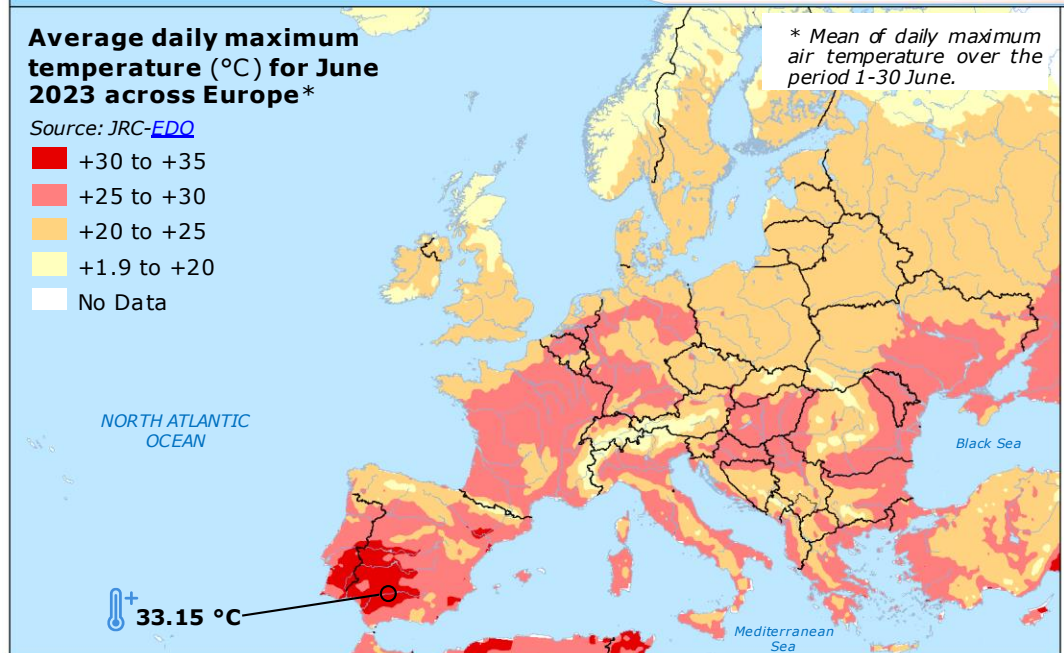 Average daily maximum
temperature (°C) for June
2023 across Europe*
Source: JRC-EDO
+30 to +35
+25 to +30
+20 to +25
+1.9 to +20
No Data
* Mean of daily maximum
air temperature over the
period 1-30 June.
NORTH ATLANTIC
OCEAN
Black Sea
+
33.15 °C
Mediterranean
Sea